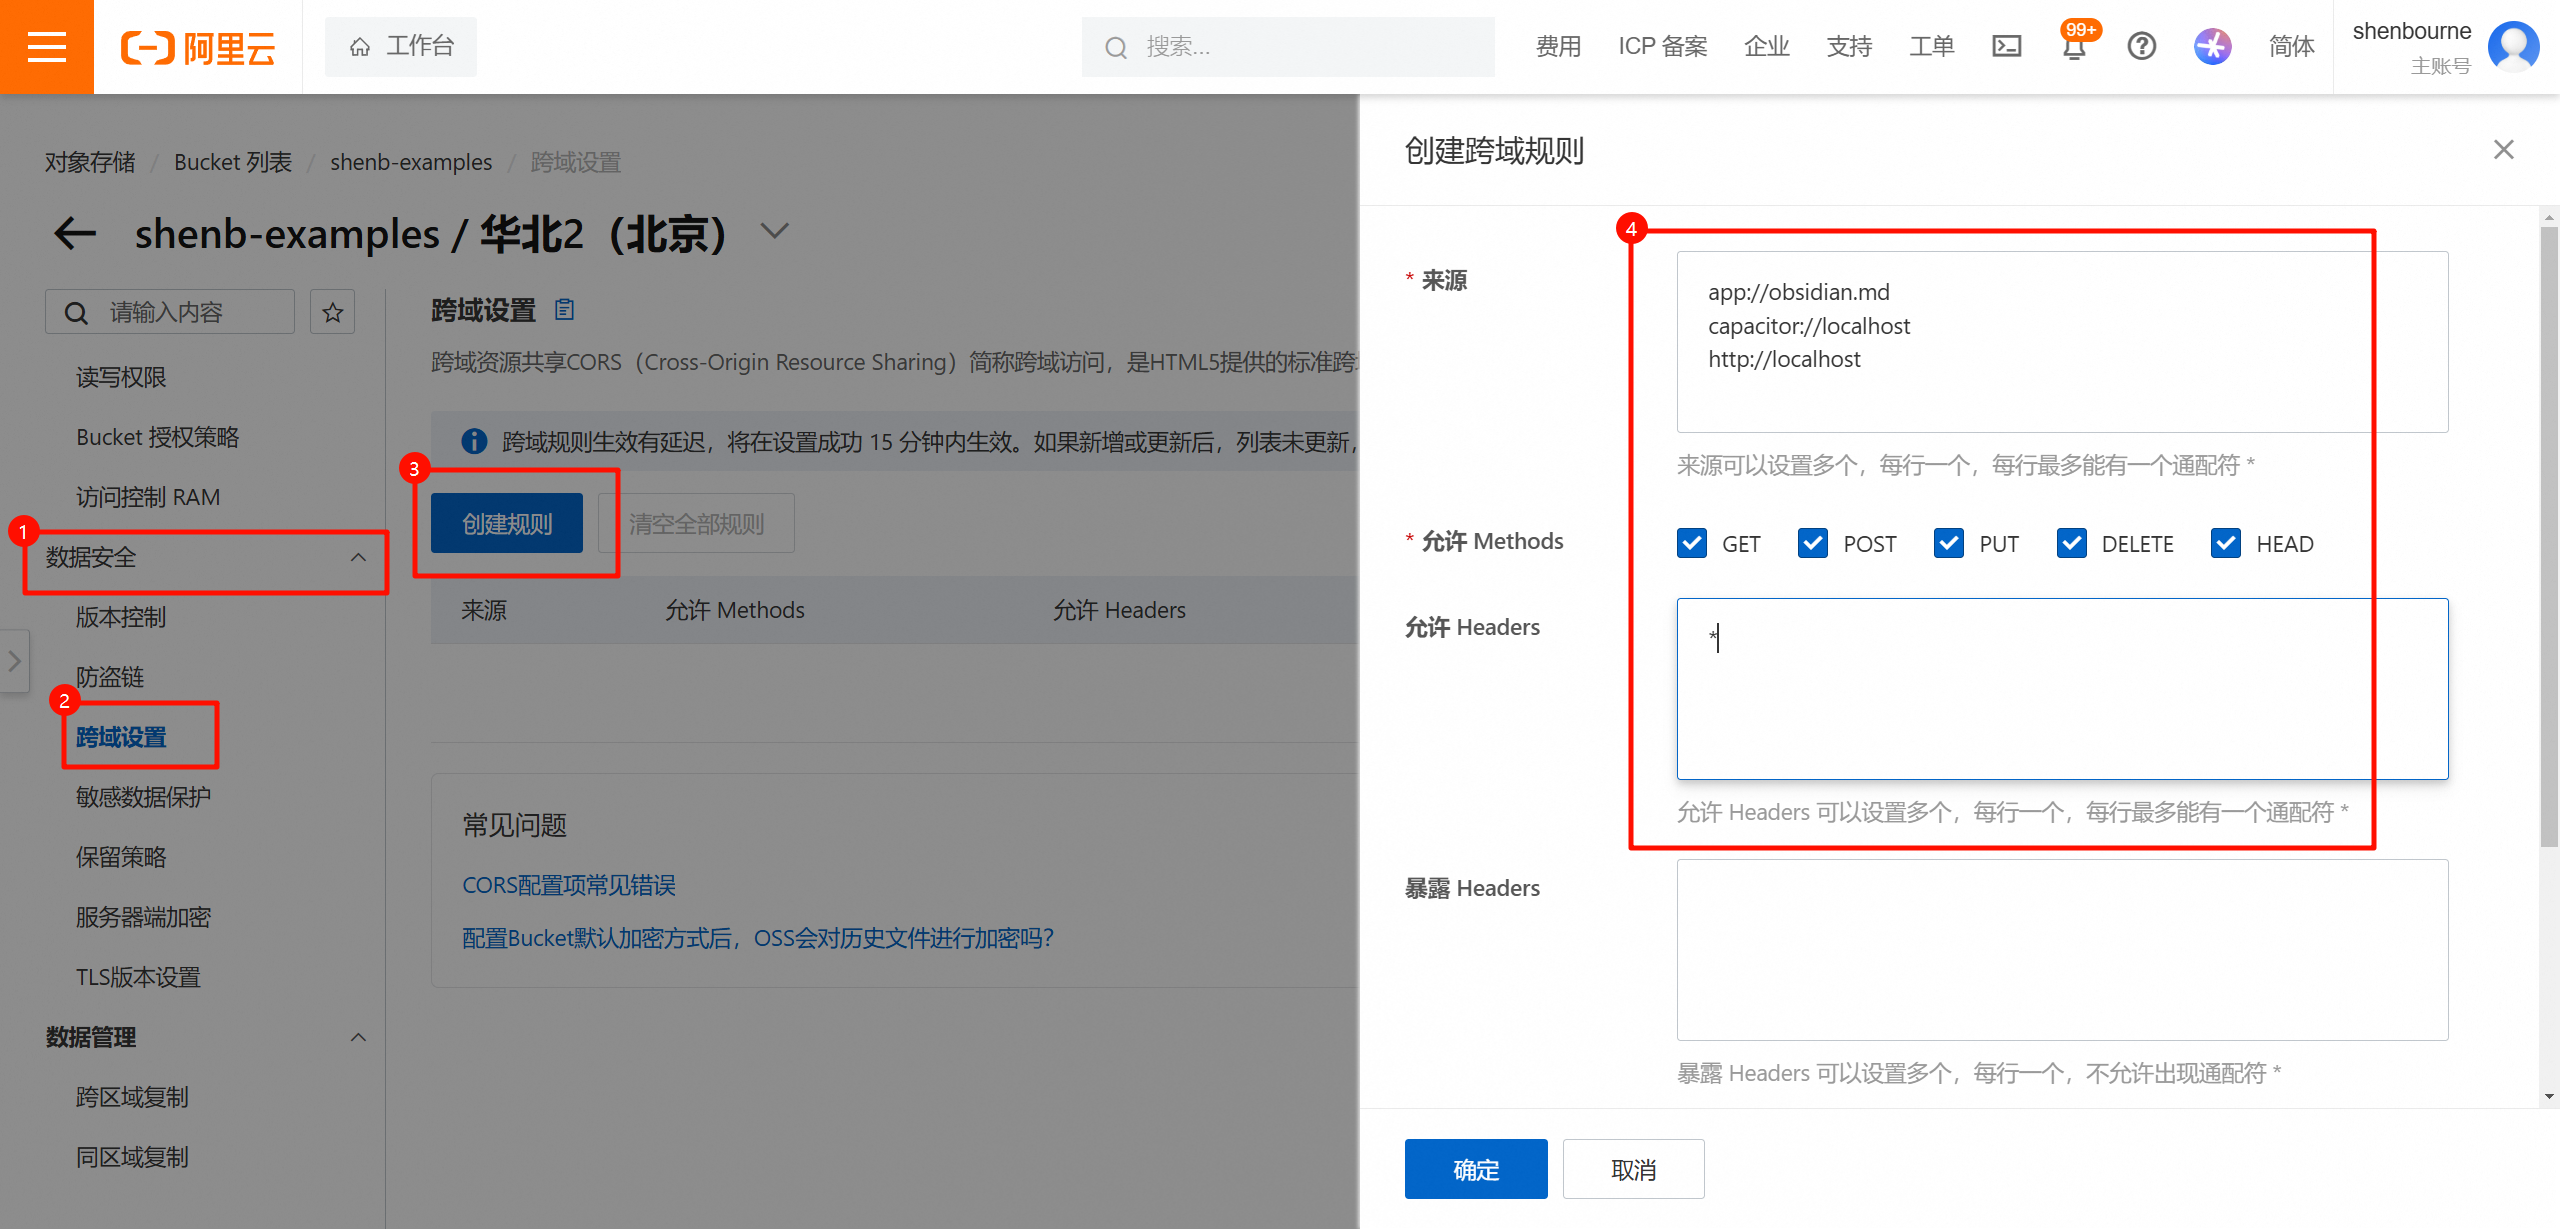 阿里云
工作台
搜索...
费用
ICP 备案
企业
支持
工单
99+
简体
shenbourne
主账号
对象存储 / Bucket 列表 / shenb-examples / 跨域设置
shenb-examples / 华北2（北京）
请输入内容
读写权限
Bucket 授权策略
访问控制 RAM
1
数据安全
版本控制
防盗链
2
跨域设置
敏感数据保护
保留策略
服务器端加密
TLS版本设置
数据管理
跨区域复制
同区域复制
跨域设置
跨域资源共享CORS（Cross-Origin Resource Sharing）简称跨域访问，是HTML5提供的标准跨
跨域规则生效有延迟，将在设置成功 15 分钟内生效。如果新增或更新后，列表未更新，
3
创建规则
清空全部规则
来源
允许 Methods
允许 Headers
常见问题
CORS配置项常见错误
配置Bucket默认加密方式后，OSS会对历史文件进行加密吗？
创建跨域规则
4
* 来源
app://obsidian.md
capacitor://localhost
http://localhost
来源可以设置多个，每行一个，每行最多能有一个通配符 *
* 允许 Methods
GET
POST
PUT
DELETE
HEAD
允许 Headers
*
允许 Headers 可以设置多个，每行一个，每行最多能有一个通配符 *
暴露 Headers
暴露 Headers 可以设置多个，每行一个，不允许出现通配符 *
确定
取消